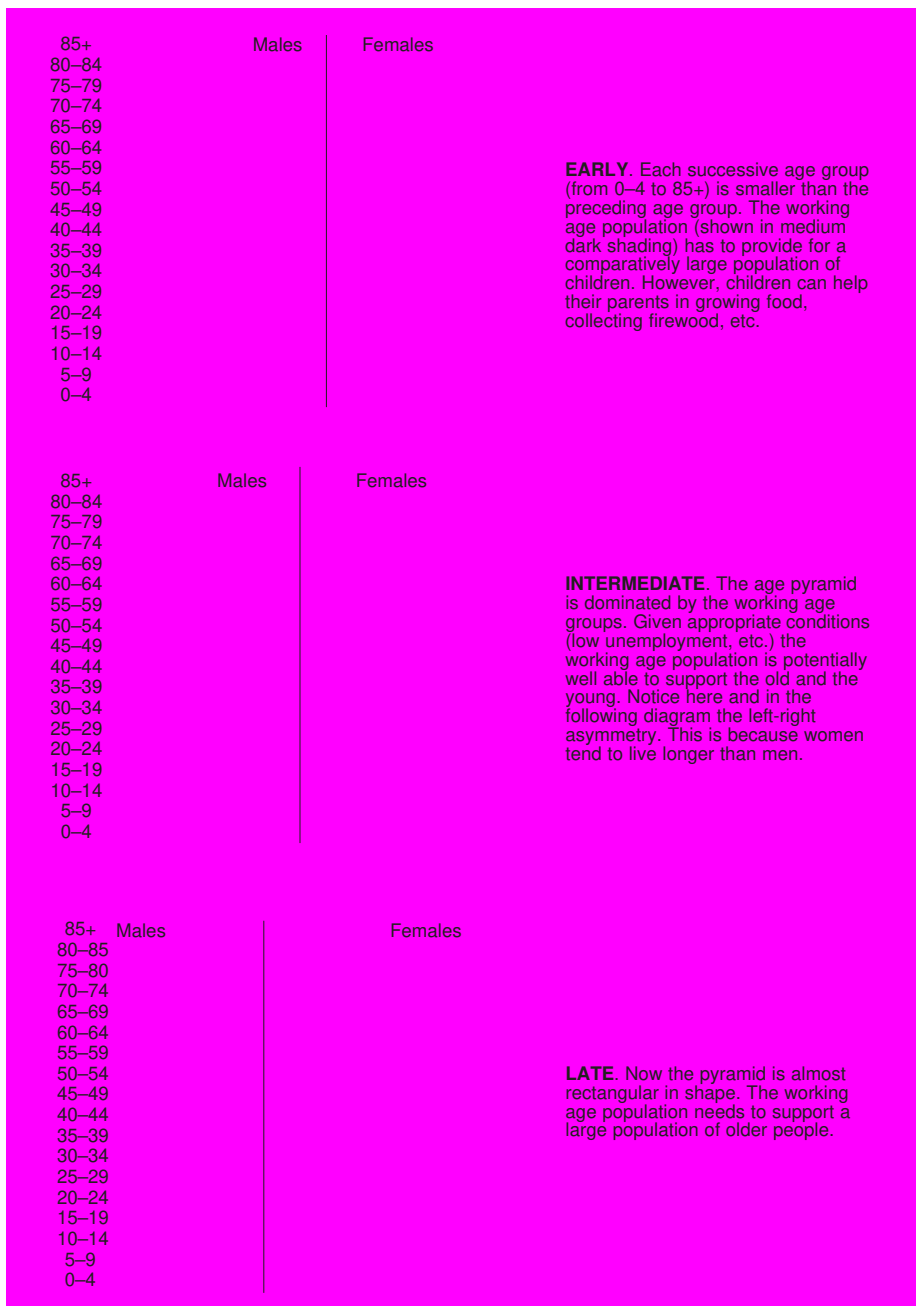 85+ Males Females
80–84
75–79
70–74
65–69
60–64
55–59
50–54
45–49
40–44
35–39
30–34
25–29
20–24
15–19
10–14
5–9
0–4
EARLY. Each successive age group
(from 0–4 to 85+) is smaller than the
preceding age group. The working
age population (shown in medium
dark shading) has to provide for a
comparatively large population of
children. However, children can help
their parents in growing food,
collecting firewood, etc.
85+ Males Females
80–84
75–79
70–74
65–69
60–64
55–59
50–54
45–49
40–44
35–39
30–34
25–29
20–24
15–19
10–14
5–9
0–4
INTERMEDIATE. The age pyramid
is dominated by the working age
groups. Given appropriate conditions
(low unemployment, etc.) the
working age population is potentially
well able to support the old and the
young. Notice here and in the
following diagram the left-right
asymmetry. This is because women
tend to live longer than men.
85+ Males Females
80–85
75–80
70–74
65–69
60–64
55–59
50–54
45–49
40–44
35–39
30–34
25–29
20–24
15–19
10–14
5–9
0–4
LATE. Now the pyramid is almost
rectangular in shape. The working
age population needs to support a
large population of older people.